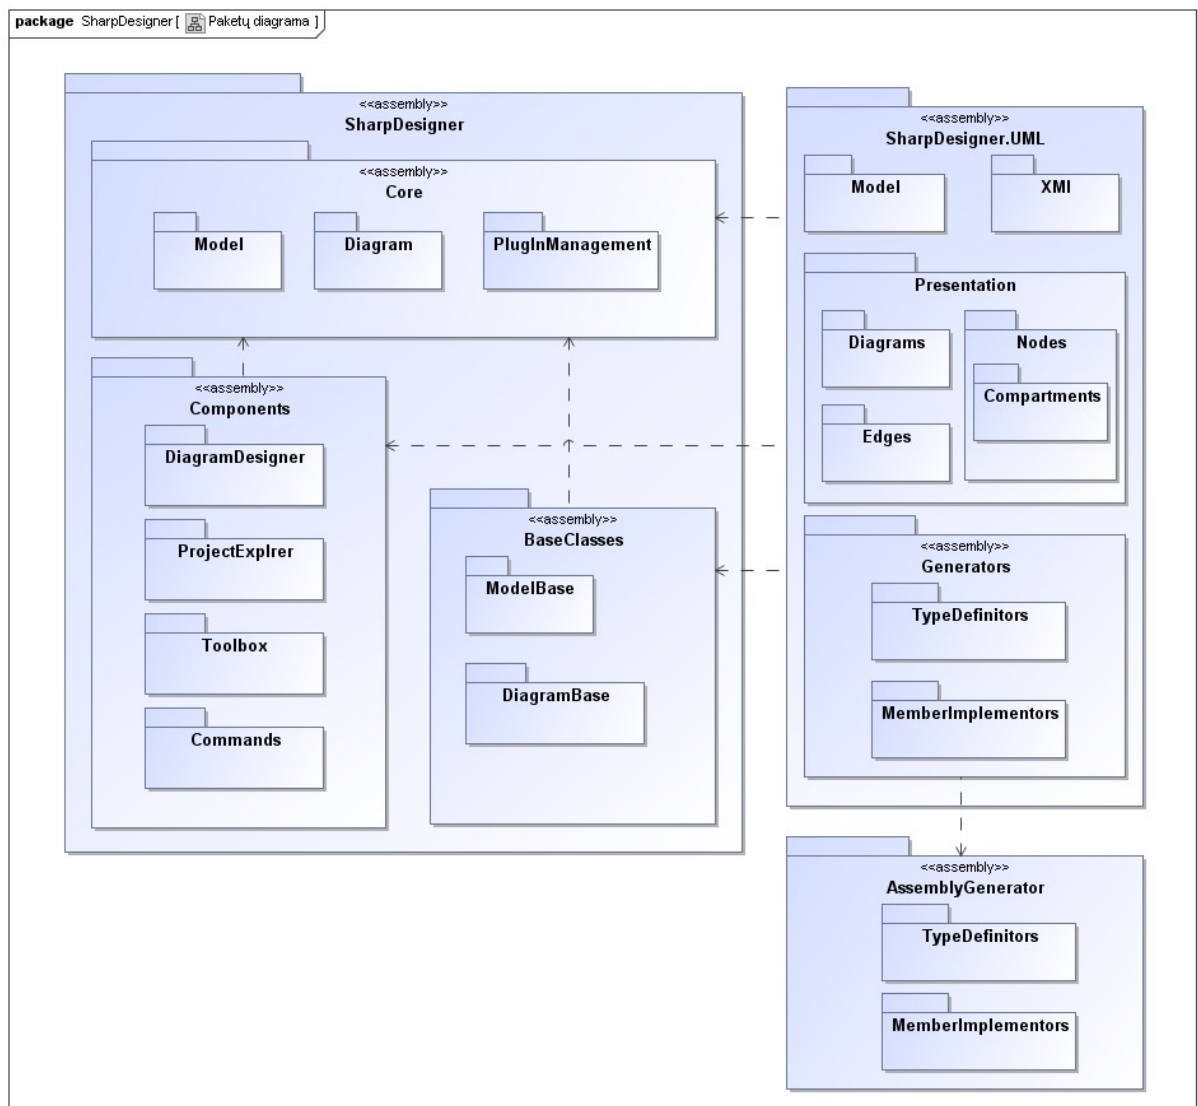 package SharpDesigner [ Paketų diagrama ]
<<assembly>>
SharpDesigner
<<assembly>>
Core
Model
Diagram
PlugInManagement
<<assembly>>
Components
DiagramDesigner
ProjectExplrer
Toolbox
Commands
<<assembly>>
BaseClasses
ModelBase
DiagramBase
<<assembly>>
SharpDesigner.UML
Model
XMI
Presentation
Diagrams
Nodes
Compartments
Edges
<<assembly>>
Generators
TypeDefinitors
MemberImplementors
<<assembly>>
AssemblyGenerator
TypeDefinitors
MemberImplementors